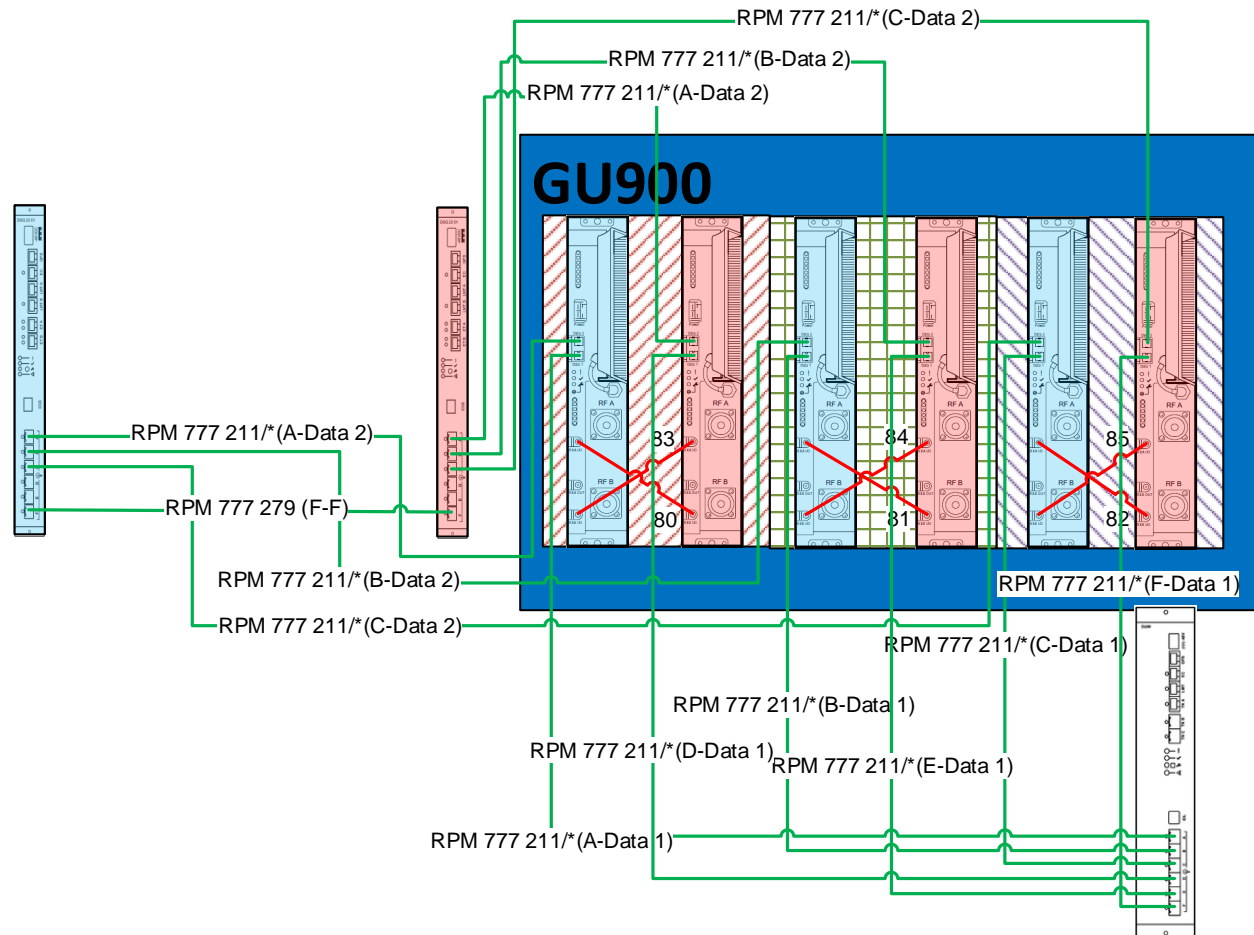 RPM 777 211/*(C-Data 2)
RPM 777 211/*(B-Data 2)
RPM 777 211/*(A-Data 2)
GU900
RF A
RF A
RF A
RF A
RF A
RF A
RPM 777 211/*(A-Data 2)
83
84
85
RF B
RF B
RF B
RF B
RF B
RF B
RPM 777 279 (F-F)
80
81
82
RPM 777 211/*(B-Data 2)
RPM 777 211/*(F-Data 1)
RPM 777 211/*(C-Data 2)
RPM 777 211/*(C-Data 1)
RPM 777 211/*(B-Data 1)
RPM 777 211/*(D-Data 1)
RPM 777 211/*(E-Data 1)
RPM 777 211/*(A-Data 1)